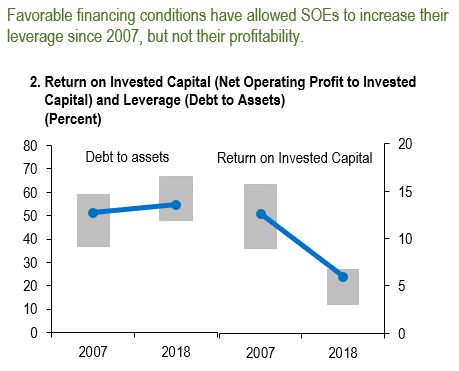 Favorable financing conditions have allowed SOEs to increase their
leverage since 2007, but not their profitability.
2. Return on Invested Capital (Net Operating Profit to Invested
Capital) and Leverage (Debt to Assets)
(Percent)
80
70
60
50
40
30
20
10
0
Debt to assets
Return on Invested Capital
20
15
10
5
0
2007
2018
2007
2018